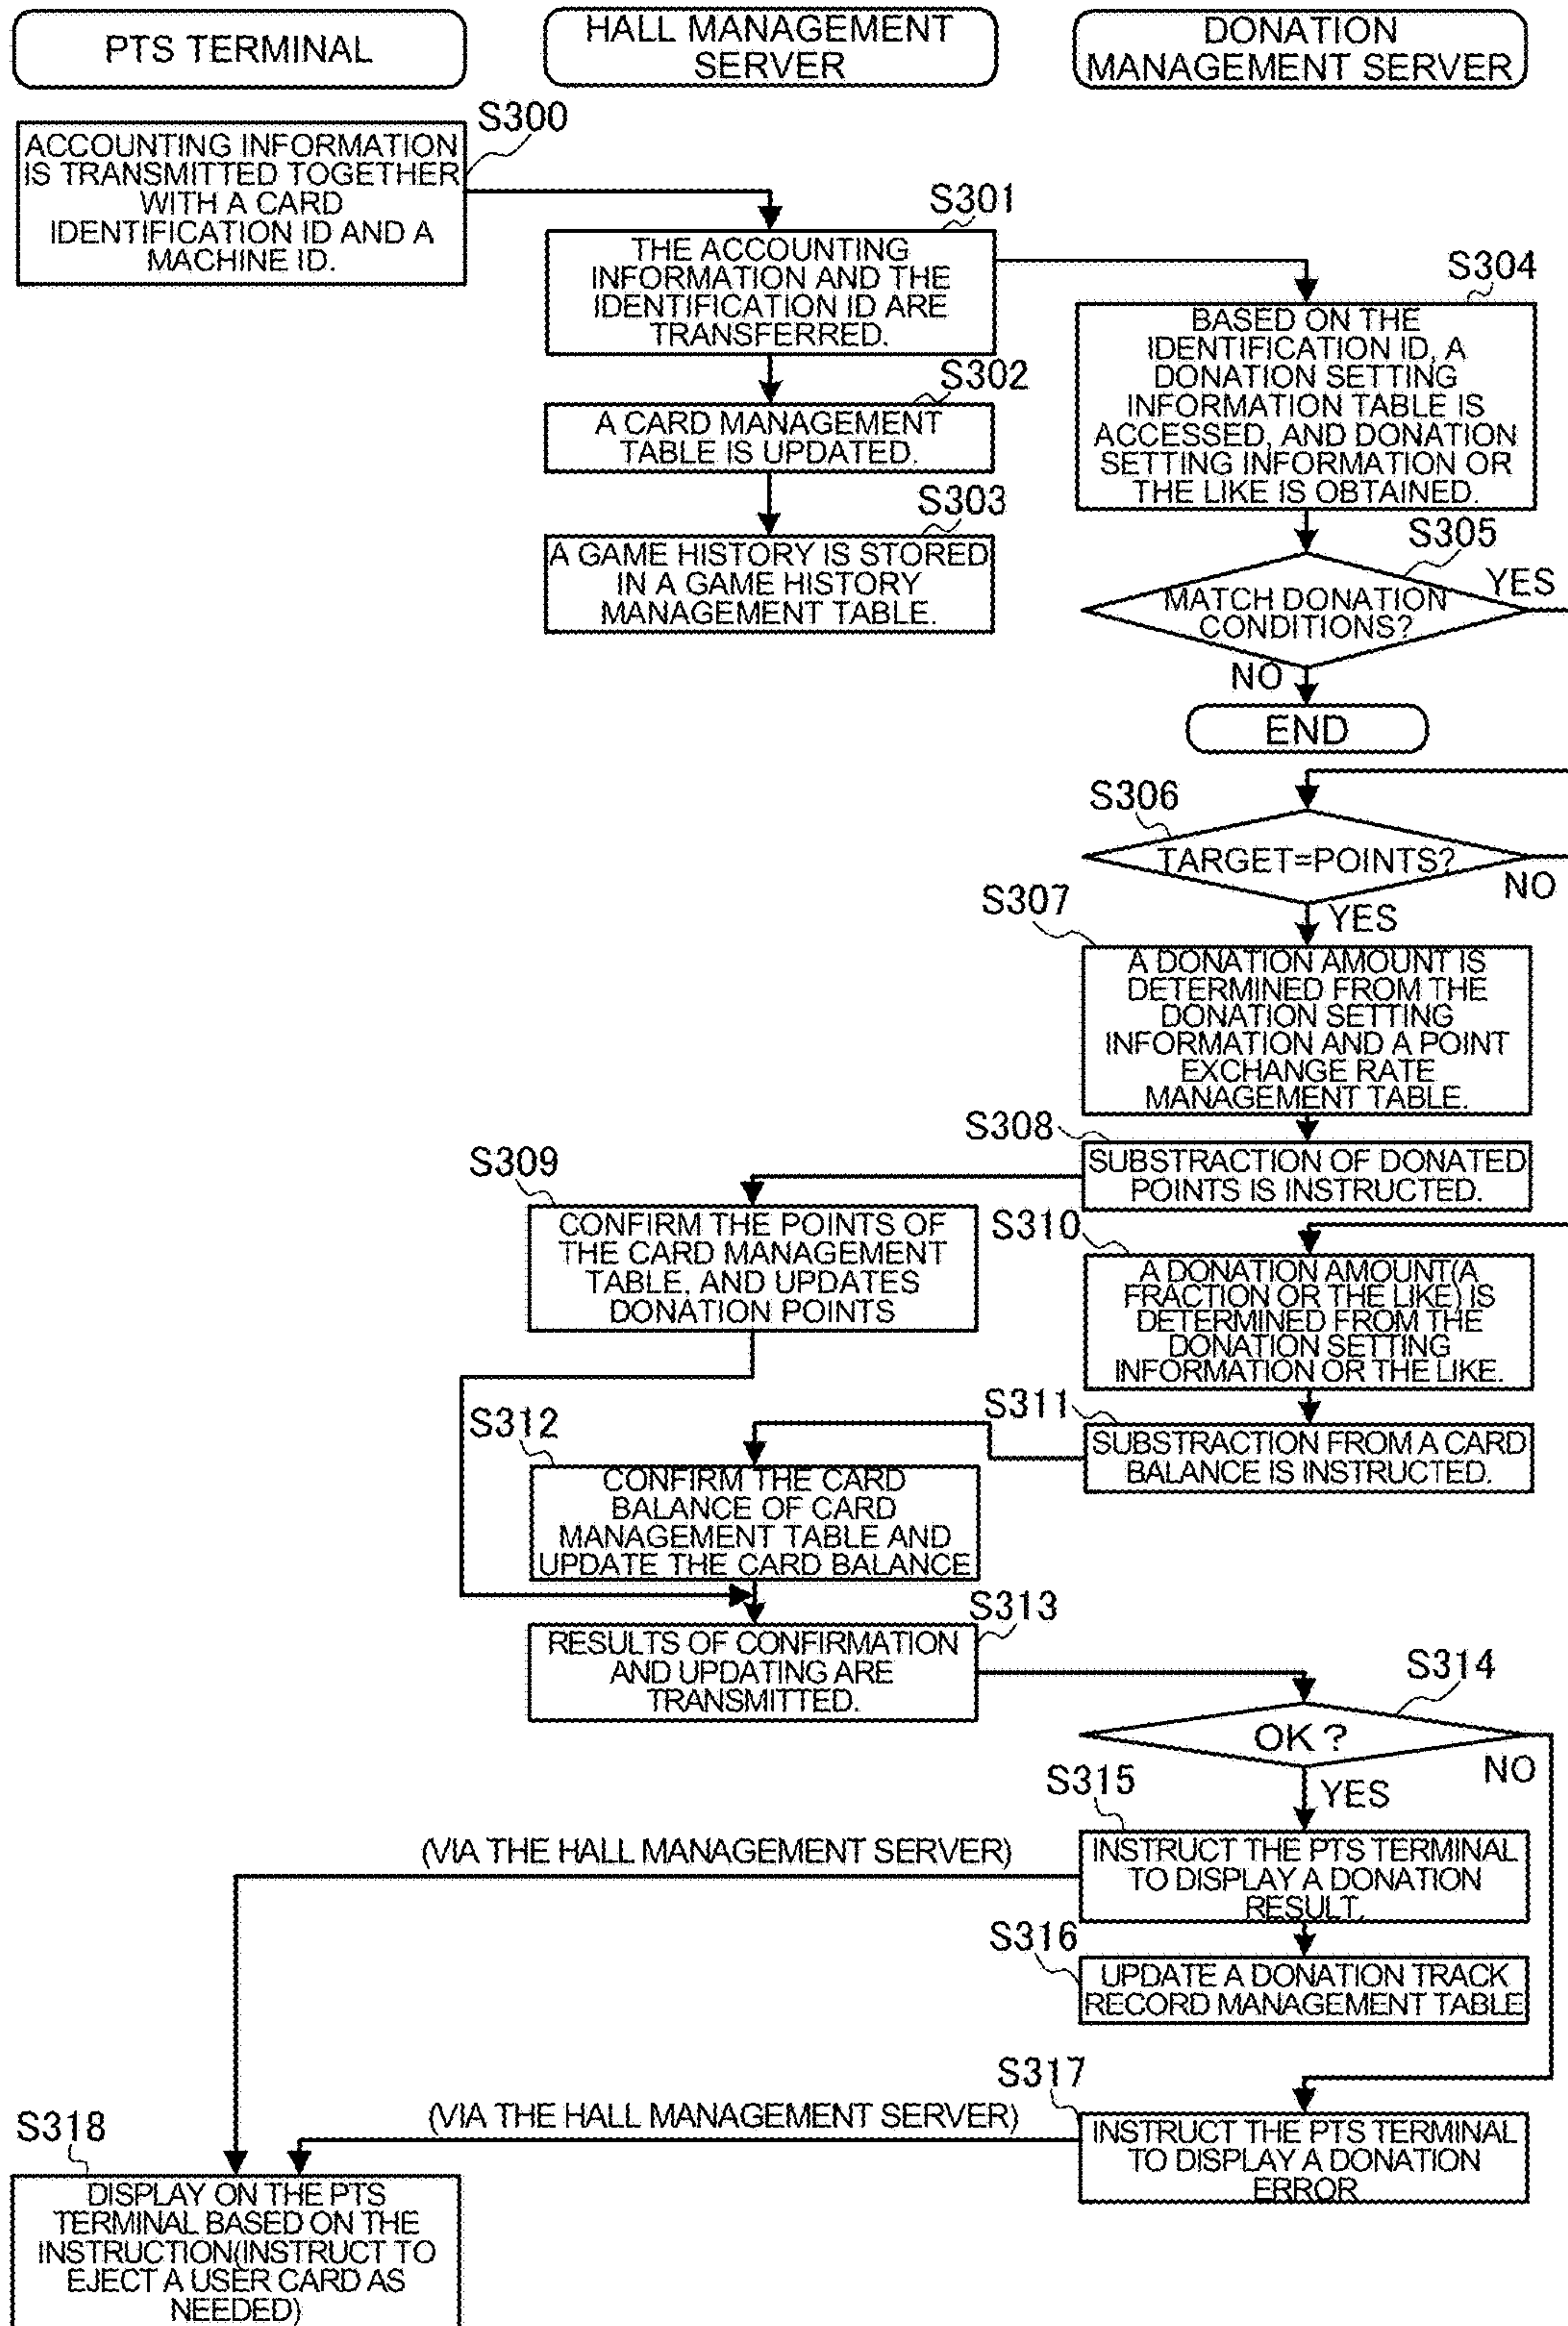 PTS TERMINAL
HALL MANAGEMENT
SERVER
DONATION
MANAGEMENT SERVER
S300
ACCOUNTING INFORMATION
IS TRANSMITTED TOGETHER
WITH A CARD
IDENTIFICATION ID AND A
MACHINE ID.
S301
THE ACCOUNTING
INFORMATION AND THE
IDENTIFICATION ID ARE
TRANSFERRED.
S302
A CARD MANAGEMENT
TABLE IS UPDATED.
S303
A GAME HISTORY IS STORED
IN A GAME HISTORY
MANAGEMENT TABLE.
S304
BASED ON THE
IDENTIFICATION ID, A
DONATION SETTING
INFORMATION TABLE IS
ACCESSED, AND DONATION
SETTING INFORMATION OR
THE LIKE IS OBTAINED.
S305
MATCH DONATION
CONDITIONS?
YES
NO
END
S306
TARGET=POINTS?
NO
YES
S307
A DONATION AMOUNT IS
DETERMINED FROM THE
DONATION SETTING
INFORMATION AND A POINT
EXCHANGE RATE
MANAGEMENT TABLE.
S308
SUBSTRACTION OF DONATED
POINTS IS INSTRUCTED.
S309
CONFIRM THE POINTS OF
THE CARD MANAGEMENT
TABLE, AND UPDATES
DONATION POINTS
S310
A DONATION AMOUNT(A
FRACTION OR THE LIKE) IS
DETERMINED FROM THE
DONATION SETTING
INFORMATION OR THE LIKE.
S311
SUBSTRACTION FROM A CARD
BALANCE IS INSTRUCTED.
S312
CONFIRM THE CARD
BALANCE OF CARD
MANAGEMENT TABLE AND
UPDATE THE CARD BALANCE
S313
RESULTS OF CONFIRMATION
AND UPDATING ARE
TRANSMITTED.
S314
OK ?
NO
YES
S315
INSTRUCT THE PTS TERMINAL
TO DISPLAY A DONATION
RESULT.
(VIA THE HALL MANAGEMENT SERVER)
S316
UPDATE A DONATION TRACK
RECORD MANAGEMENT TABLE
S317
INSTRUCT THE PTS TERMINAL
TO DISPLAY A DONATION
ERROR
(VIA THE HALL MANAGEMENT SERVER)
S318
DISPLAY ON THE PTS
TERMINAL BASED ON THE
INSTRUCTION(INSTRUCT TO
EJECT A USER CARD AS
NEEDED)